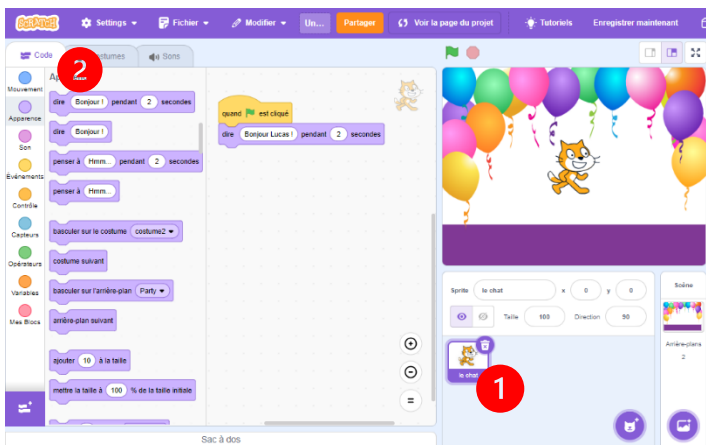 SCRATCH Settings Fichier Modifier Un... Partager Voir la page du projet Tutoriels Enregistrer maintenant
Code 2 Sons
Mouvement
Apparence
Son
Événements
Contrôle
Capteurs
Opérateurs
Variables
Mes Blocs
dire Bonjour ! pendant 2 secondes
dire Bonjour !
penser à Hmm... pendant 2 secondes
penser à Hmm...
basculer sur le costume costume2
costume suivant
basculer sur l'arrière-plan Party
arrière-plan suivant
ajouter 10 à la taille
mettre la taille à 100 % de la taille initiale
quand est cliqué
dire Bonjour Lucas ! pendant 2 secondes
Sprite le chat x 0 y 0
Taille 100 Direction 90
le chat
1
Scène
Arrière-plans
2
Sac à dos